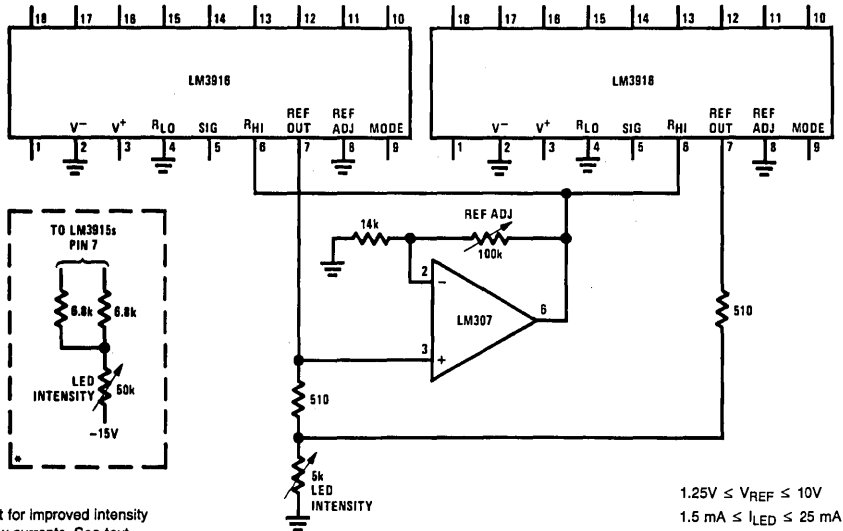 18 17 16 15 14 13 12 11 10
18 17 16 15 14 13 12 11 10
LM3916
LM3916
V− V+ RLO SIG RHI REF OUT REF ADJ MODE
V− V+ RLO SIG RHI REF OUT REF ADJ MODE
1 2 3 4 5 6 7 8 9
1 2 3 4 5 6 7 8 9
TO LM3915s
PIN 7
6.8k 6.8k
LED
INTENSITY
50k
−15V
*
14k
REF ADJ
100k
2
−
LM307
6
3
+
510
510
5k
LED
INTENSITY
1.25V ≤ VREF ≤ 10V
1.5 mA ≤ ILED ≤ 25 mA
t for improved intensity